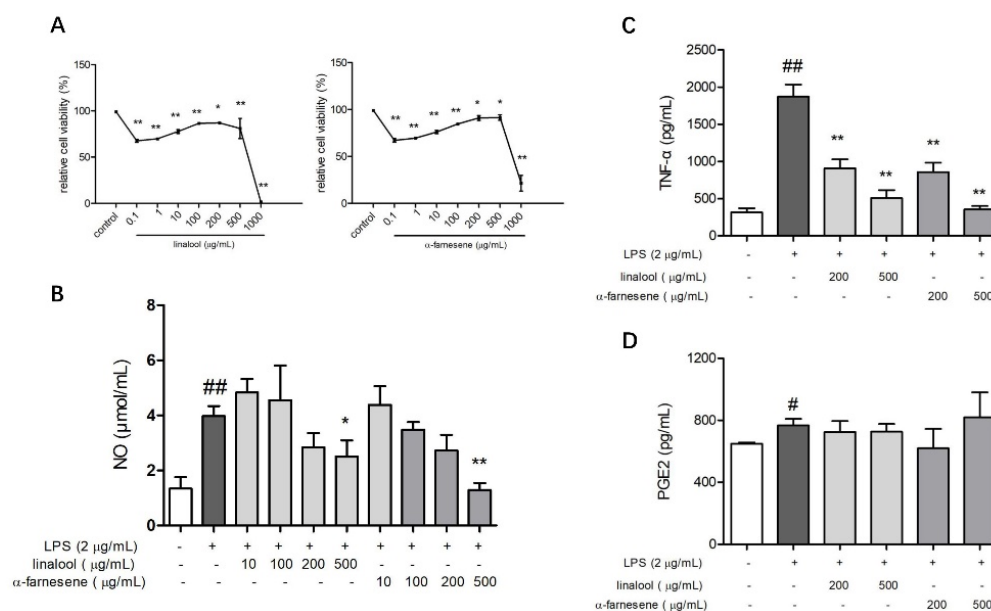 A
relative cell viability (%)
150
100
50
0
** ** ** ** * ** **
control 0.1 1 10 100 200 500 1000
linalool (μg/mL)
relative cell viability (%)
150
100
50
0
** ** ** ** * * **
control 0.1 1 10 100 200 500 1000
α-farnesene (μg/mL)
B
NO (μmol/mL)
8
6
4
2
0
## * **
LPS (2 μg/mL) - + + + + + + + + +
linalool ( μg/mL) - - 10 100 200 500 - - - -
α-farnesene ( μg/mL) - - - - - - 10 100 200 500
C
TNF-α (pg/mL)
2500
2000
1500
1000
500
0
## ** ** ** **
LPS (2 μg/mL) - + + + + +
linalool ( μg/mL) - - 200 500 - -
α-farnesene ( μg/mL) - - - - 200 500
D
PGE2 (pg/mL)
1200
900
600
300
0
#
LPS (2 μg/mL) - + + + + +
linalool ( μg/mL) - - 200 500 - -
α-farnesene ( μg/mL) - - - - 200 500